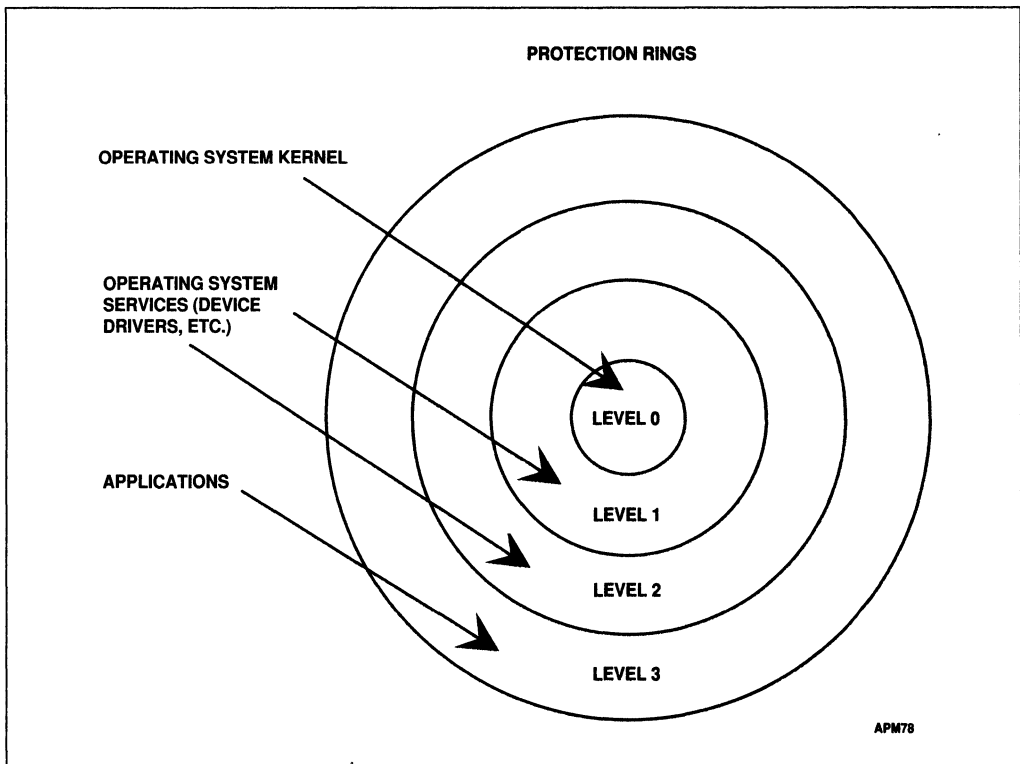 PROTECTION RINGS
OPERATING SYSTEM KERNEL
OPERATING SYSTEM
SERVICES (DEVICE
DRIVERS, ETC.)
APPLICATIONS
LEVEL 0
LEVEL 1
LEVEL 2
LEVEL 3
APM78